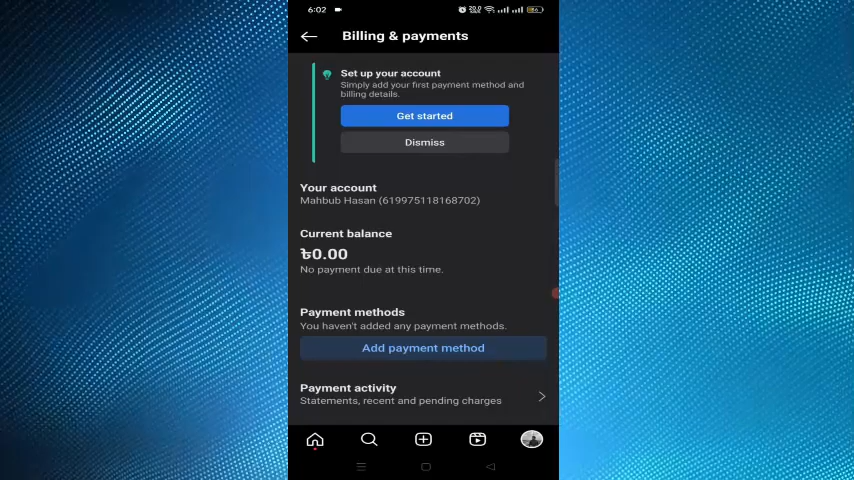 6:02
Billing & payments
Set up your account
Simply add your first payment method and
billing details.
Get started
Dismiss
Your account
Mahbub Hasan (619975118168702)
Current balance
৳0.00
No payment due at this time.
Payment methods
You haven't added any payment methods.
Add payment method
Payment activity
Statements, recent and pending charges